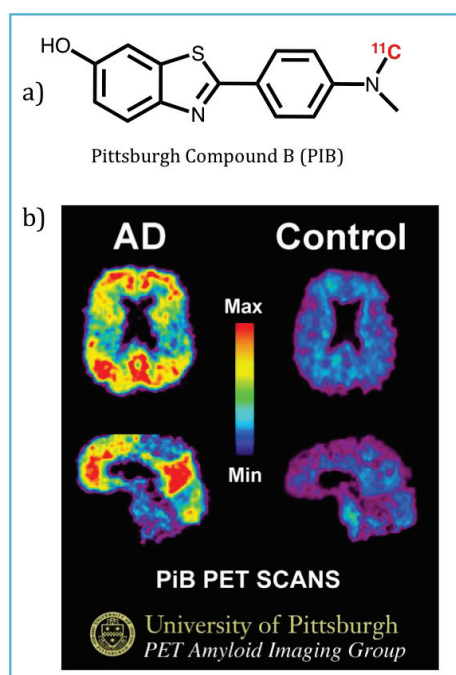 a)
HO
S
N
N
¹¹C
Pittsburgh Compound B (PIB)
b)
AD
Control
Max
Min
PiB PET SCANS
University of Pittsburgh
PET Amyloid Imaging Group